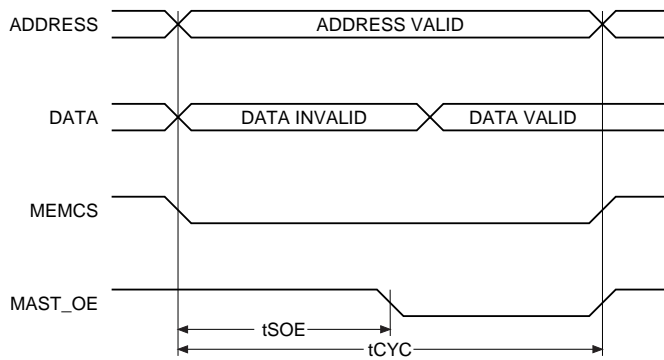 ADDRESS ADDRESS VALID
DATA DATA INVALID DATA VALID
MEMCS
MAST_OE
tSOE
tCYC